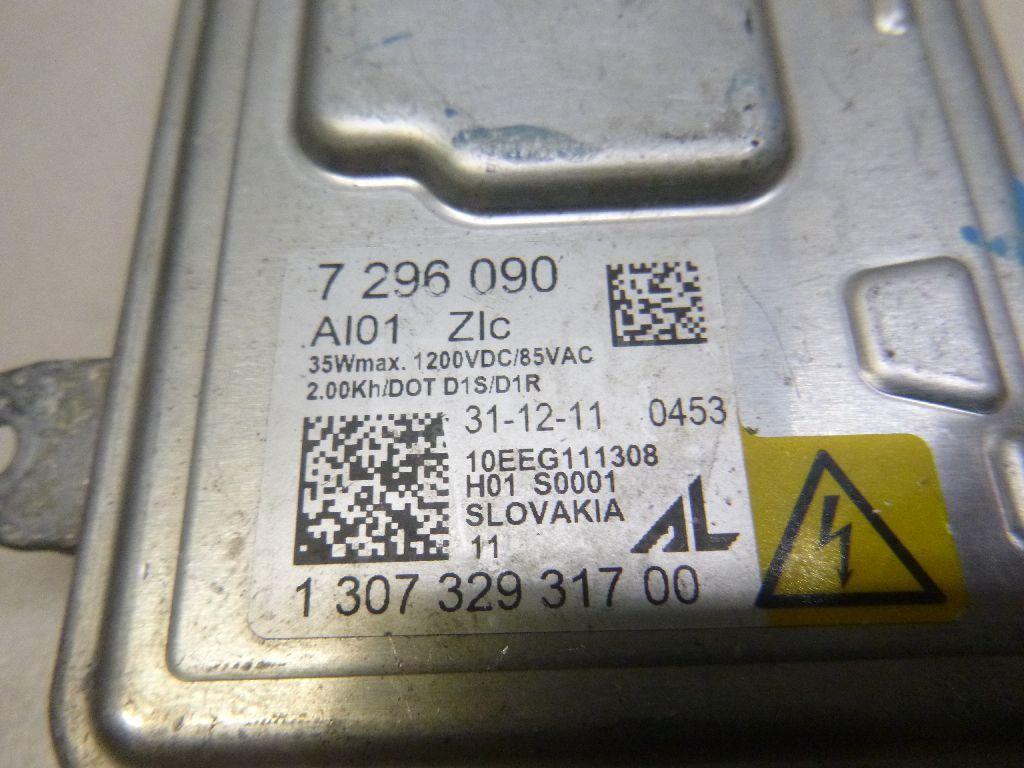 7 296 090
AI01 ZIc
35Wmax. 1200VDC/85VAC
2.00Kh/DOT D1S/D1R
31-12-11 0453
10EEG111308
H01 S0001
SLOVAKIA
11
AL
1 307 329 317 00